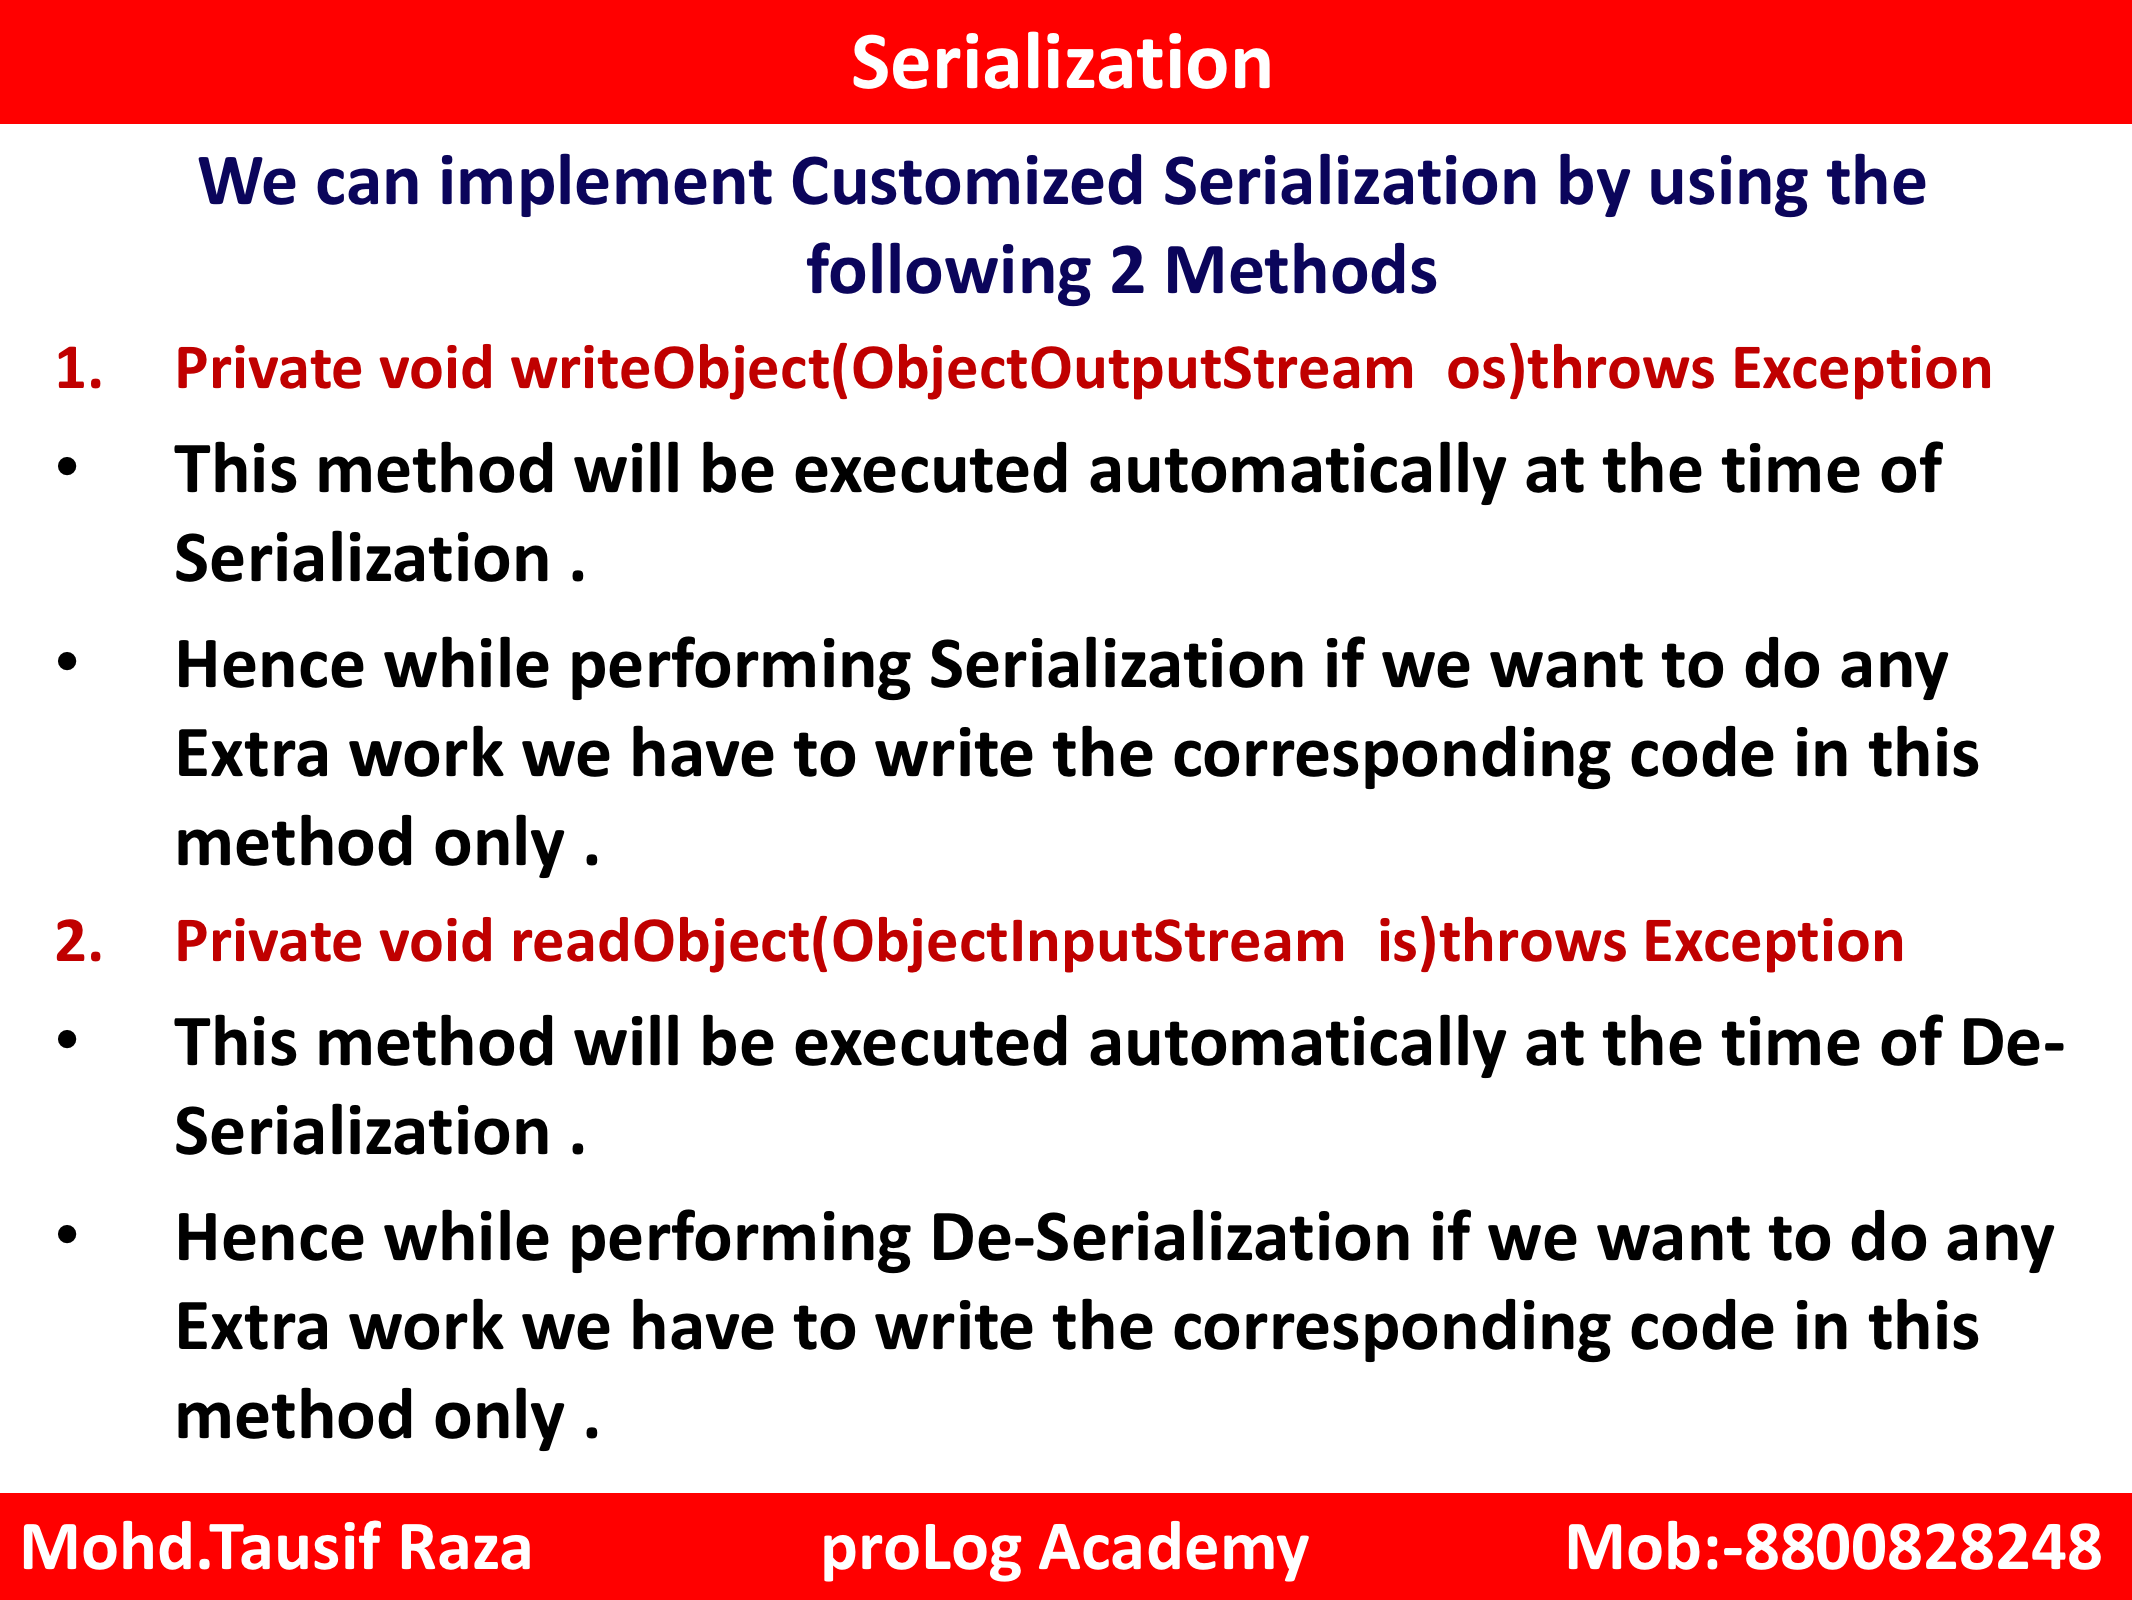 Serialization
We can implement Customized Serialization by using the
following 2 Methods
1. Private void writeObject(ObjectOutputStream  os)throws Exception
• This method will be executed automatically at the time of
Serialization .
• Hence while performing Serialization if we want to do any
Extra work we have to write the corresponding code in this
method only .
2. Private void readObject(ObjectInputStream  is)throws Exception
• This method will be executed automatically at the time of De-
Serialization .
• Hence while performing De-Serialization if we want to do any
Extra work we have to write the corresponding code in this
method only .
Mohd.Tausif Raza proLog Academy Mob:-8800828248